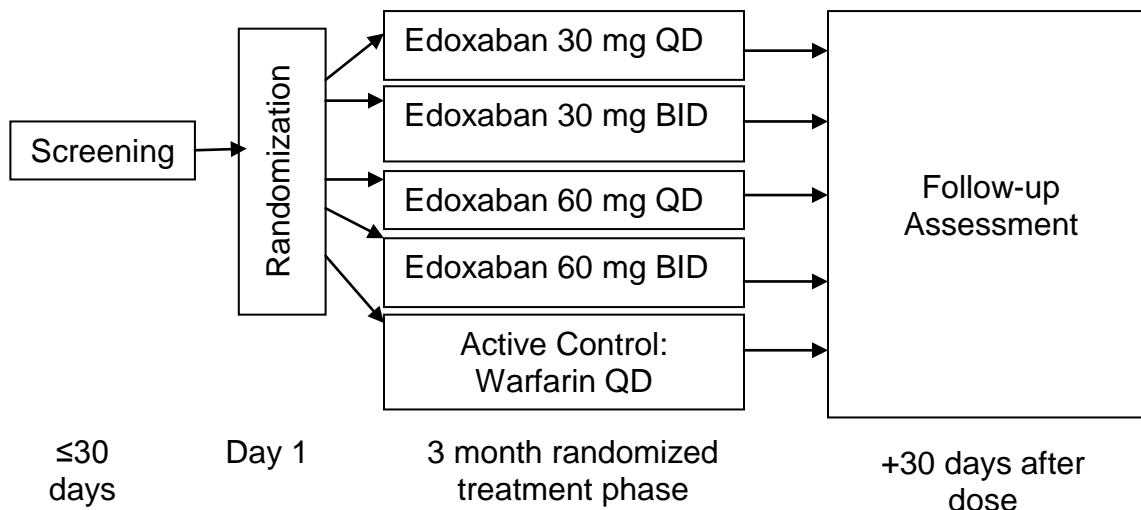 Screening
Randomization
Edoxaban 30 mg QD
Edoxaban 30 mg BID
Edoxaban 60 mg QD
Edoxaban 60 mg BID
Active Control:
Warfarin QD
Follow-up
Assessment
≤30
days
Day 1
3 month randomized
treatment phase
+30 days after
dose